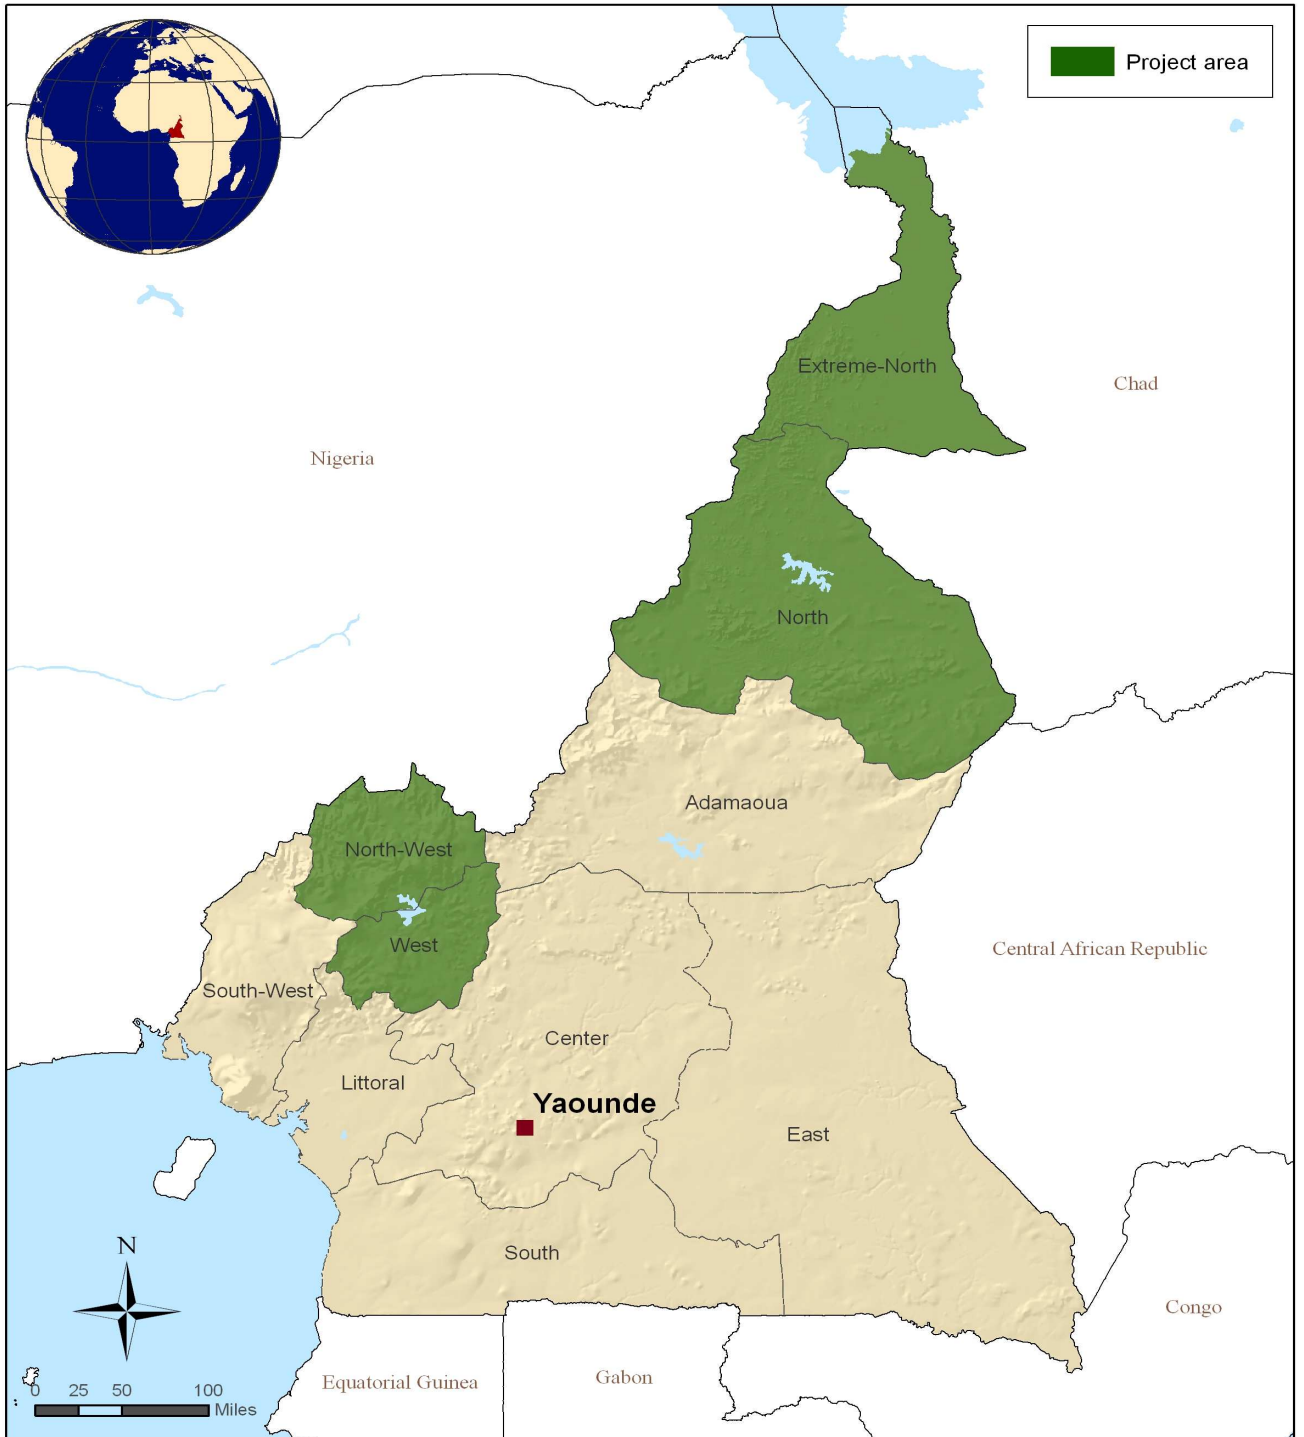 Project area
Extreme-North
Chad
Nigeria
North
Adamaoua
North-West
West
Central African Republic
South-West
Center
Littoral
Yaounde
East
N
South
Congo
Equatorial Guinea
Gabon
0 25 50 100
Miles